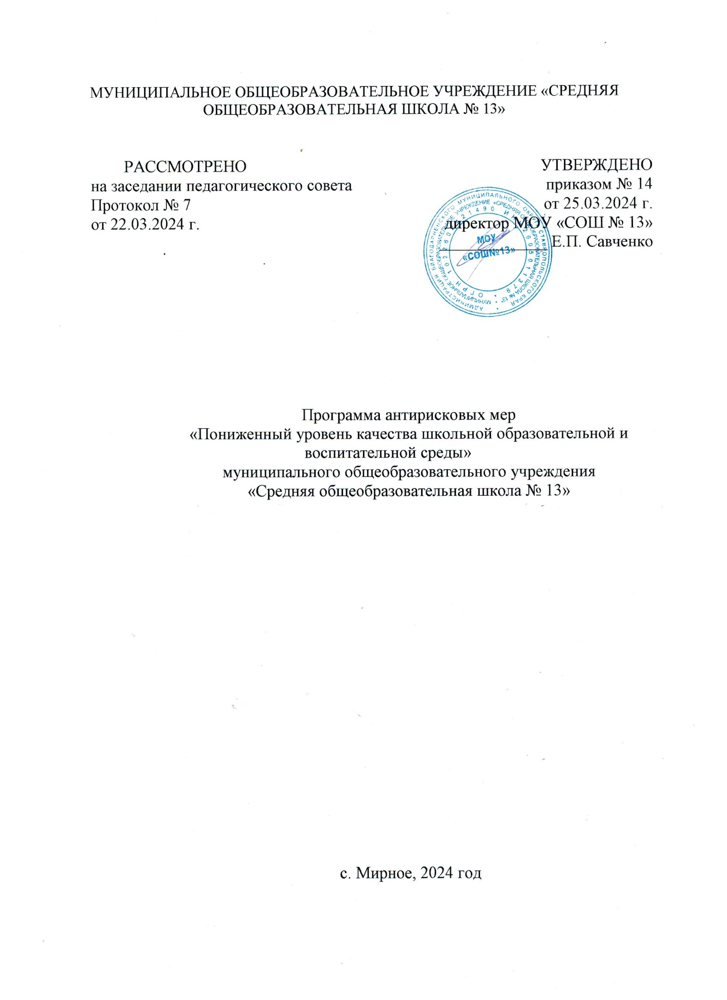 МУНИЦИПАЛЬНОЕ ОБЩЕОБРАЗОВАТЕЛЬНОЕ УЧРЕЖДЕНИЕ «СРЕДНЯЯ
ОБЩЕОБРАЗОВАТЕЛЬНАЯ ШКОЛА № 13»
РАССМОТРЕНО
на заседании педагогического совета
Протокол № 7
от 22.03.2024 г.
УТВЕРЖДЕНО
приказом № 14
от 25.03.2024 г.
директор МОУ «СОШ № 13»
Е.П. Савченко
АДМИНИСТРАЦИЯ БЛАГОДАРНЕНСКОГО МУНИЦИПАЛЬНОГО ОКРУГА СТАВРОПОЛЬСКОГО КРАЯ
МУНИЦИПАЛЬНОЕ ОБЩЕОБРАЗОВАТЕЛЬНОЕ УЧРЕЖДЕНИЕ «СРЕДНЯЯ ОБЩЕОБРАЗОВАТЕЛЬНАЯ ШКОЛА № 13"
ОГРН
МОУ
«СОШ№13»
Программа антирисковых мер
«Пониженный уровень качества школьной образовательной и
воспитательной среды»
муниципального общеобразовательного учреждения
«Средняя общеобразовательная школа № 13»
с. Мирное, 2024 год